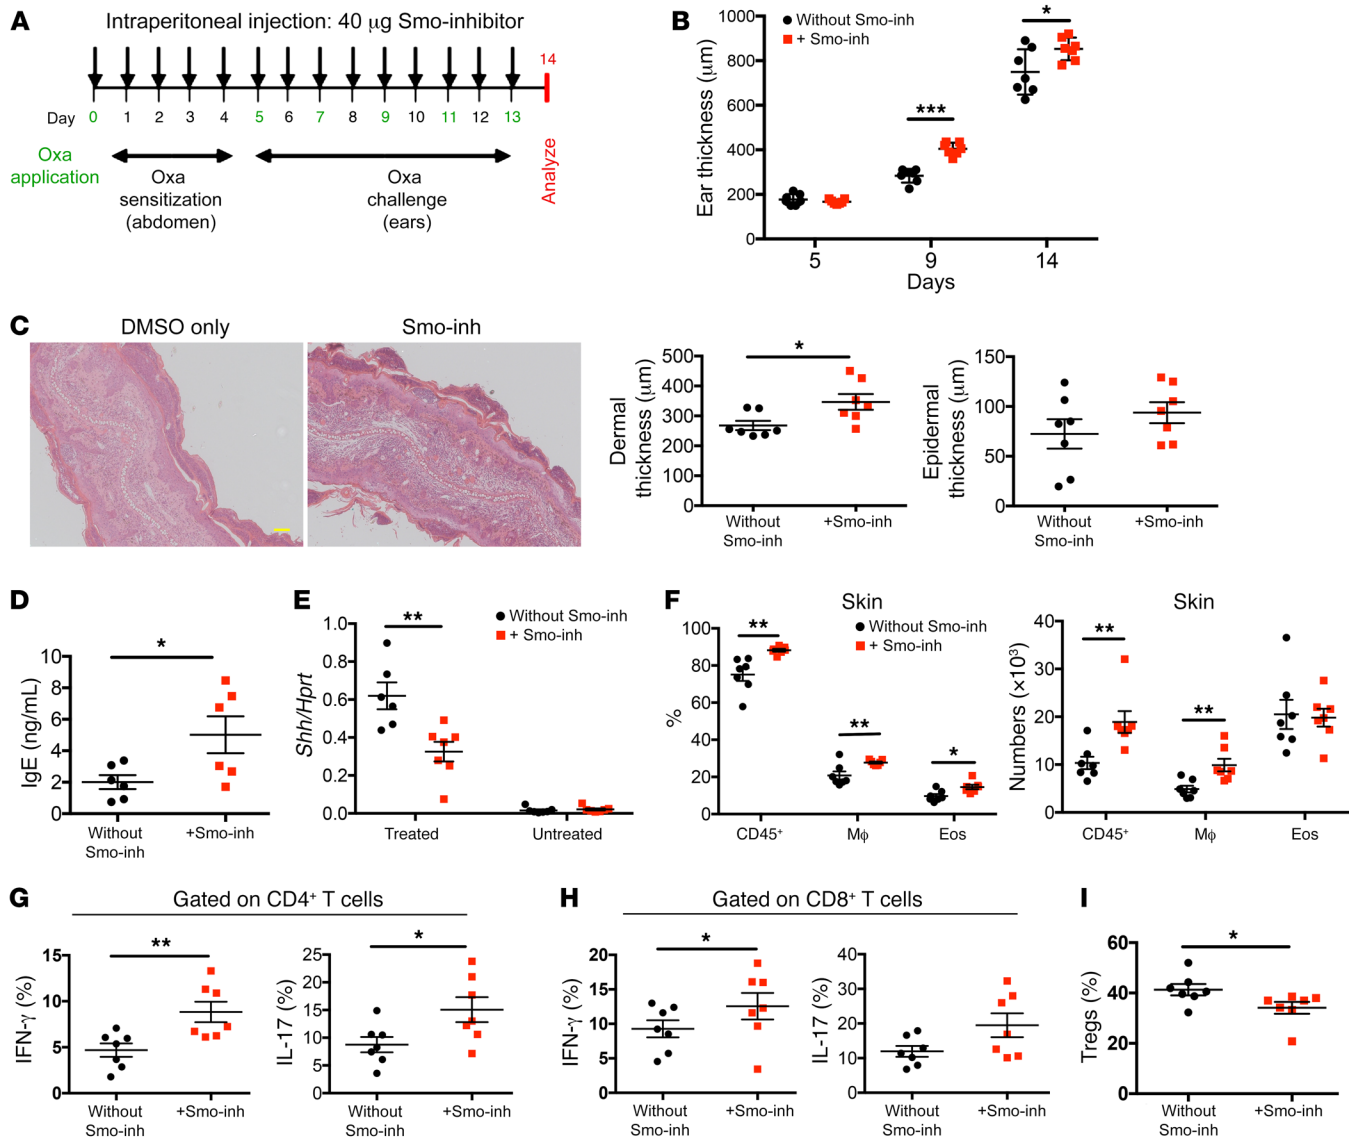 A
Intraperitoneal injection: 40 μg Smo-inhibitor
14
Day
0 1 2 3 4 5 6 7 8 9 10 11 12 13
Oxa
application
Oxa
sensitization
(abdomen)
Oxa
challenge
(ears)
Analyze
B
Without Smo-inh
+ Smo-inh
Ear thickness (μm)
1000
800
600
400
200
0
***
*
5 9 14
Days
C
DMSO only
Smo-inh
Dermal
thickness (μm)
500
400
300
200
100
0
*
Without
Smo-inh
+Smo-inh
Epidermal
thickness (μm)
150
100
50
0
Without
Smo-inh
+Smo-inh
D
IgE (ng/mL)
10
8
6
4
2
0
*
Without
Smo-inh
+Smo-inh
E
Without Smo-inh
+ Smo-inh
Shh/Hprt
1.0
0.8
0.6
0.4
0.2
0.0
**
Treated
Untreated
F
Skin
Without Smo-inh
+ Smo-inh
%
100
80
60
40
20
0
**
**
*
CD45⁺
Mϕ
Eos
Skin
Numbers (×10³)
40
30
20
10
0
**
**
CD45⁺
Mϕ
Eos
G
Gated on CD4⁺ T cells
IFN-γ (%)
15
10
5
0
**
Without
Smo-inh
+Smo-inh
IL-17 (%)
25
20
15
10
5
0
*
Without
Smo-inh
+Smo-inh
H
Gated on CD8⁺ T cells
IFN-γ (%)
20
15
10
5
0
*
Without
Smo-inh
+Smo-inh
IL-17 (%)
40
30
20
10
0
Without
Smo-inh
+Smo-inh
I
Tregs (%)
60
40
20
0
*
Without
Smo-inh
+Smo-inh